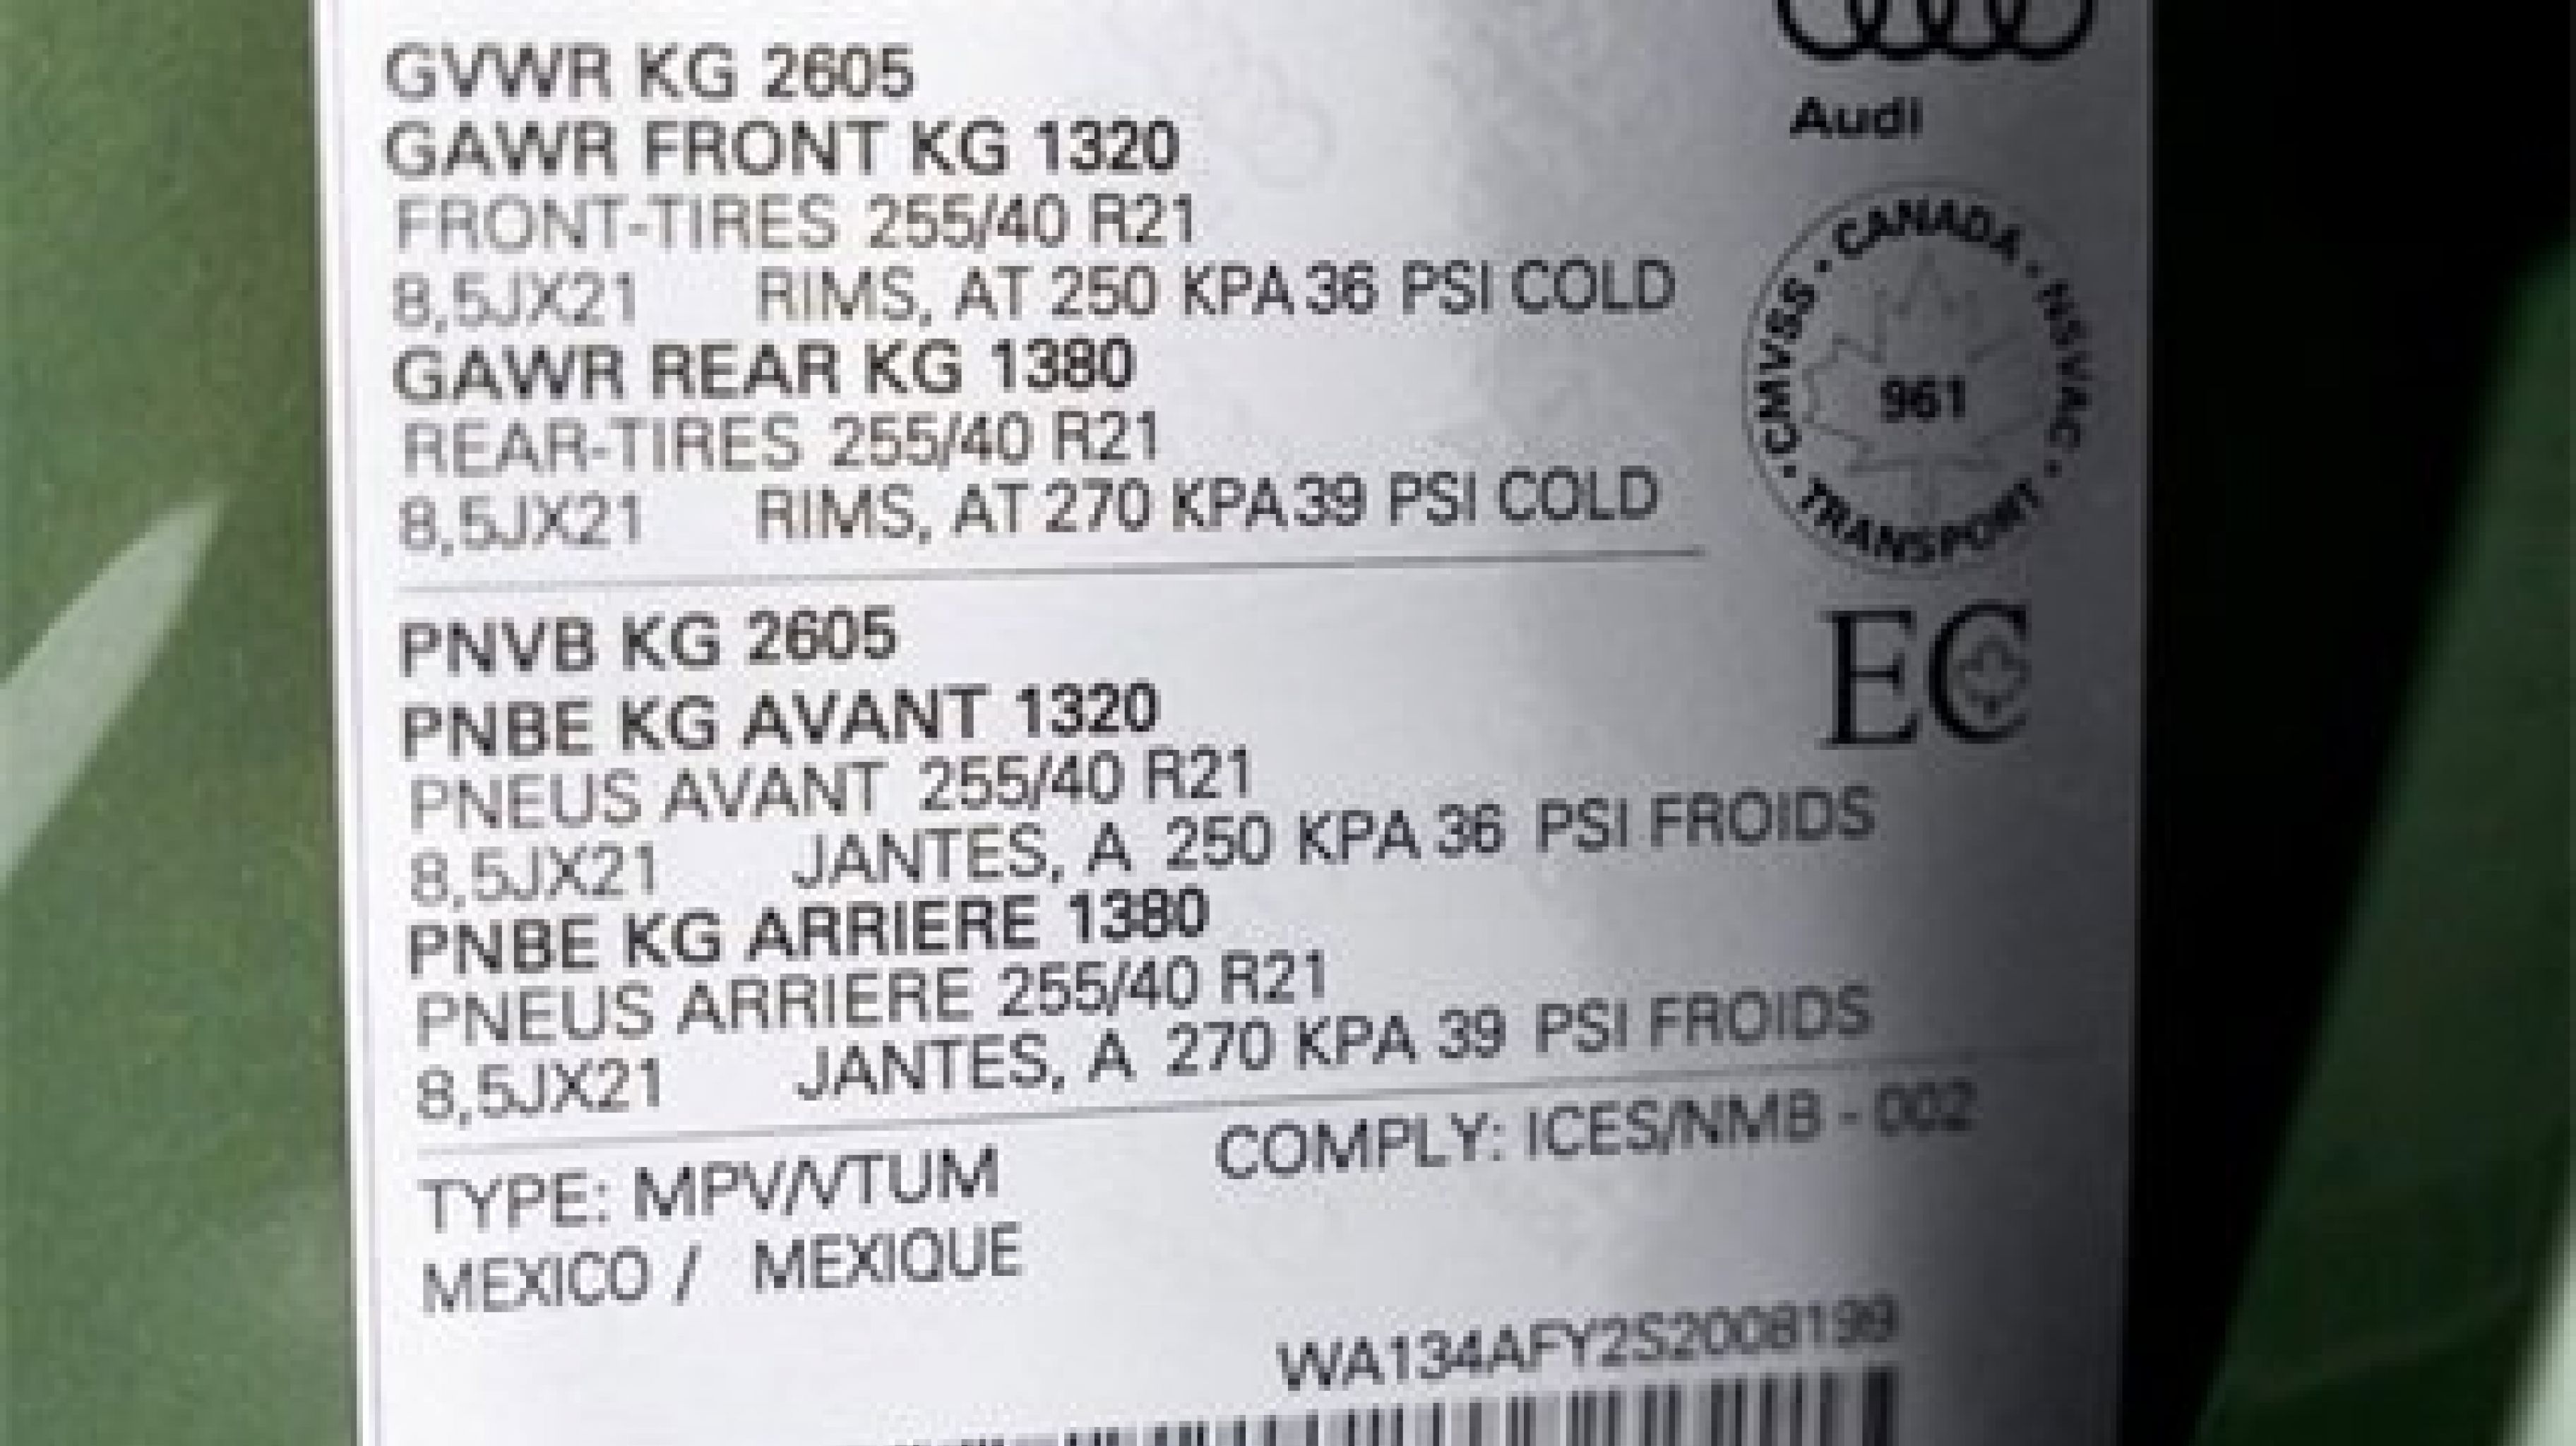 GVWR KG 2605
GAWR FRONT KG 1320
FRONT-TIRES 255/40 R21
8,5JX21 RIMS, AT 250 KPA 36 PSI COLD
GAWR REAR KG 1380
REAR-TIRES 255/40 R21
8,5JX21 RIMS, AT 270 KPA 39 PSI COLD
Audi
CANADA · NSVAC · TRANSPORT · CMVSS ·
961
EC
PNVB KG 2605
PNBE KG AVANT 1320
PNEUS AVANT 255/40 R21
8,5JX21 JANTES, A 250 KPA 36 PSI FROIDS
PNBE KG ARRIERE 1380
PNEUS ARRIERE 255/40 R21
8,5JX21 JANTES, A 270 KPA 39 PSI FROIDS
TYPE: MPV/VTUM COMPLY: ICES/NMB - 002
MEXICO / MEXIQUE
WA134AFY2S2008199